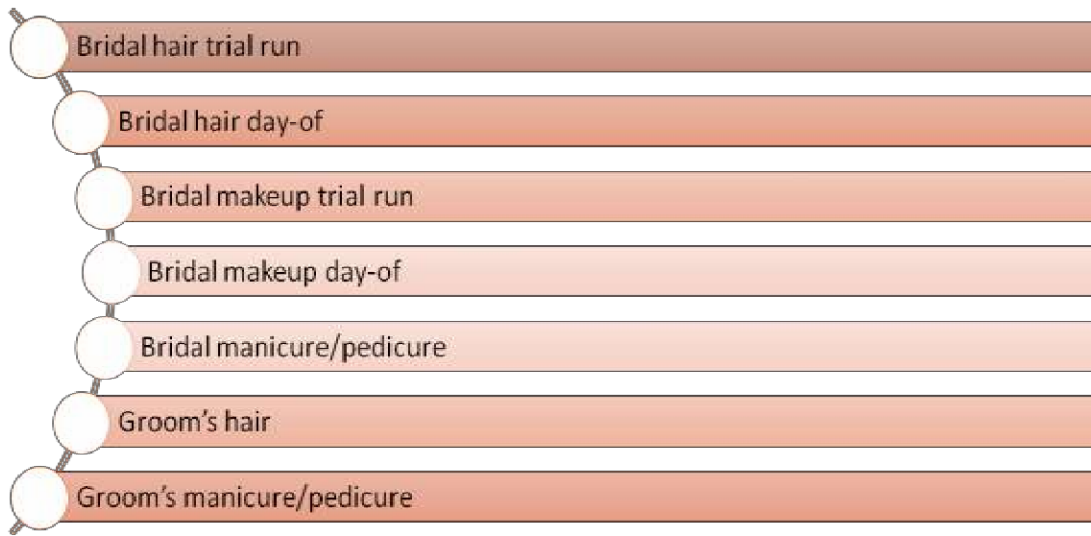 Bridal hair trial run
Bridal hair day-of
Bridal makeup trial run
Bridal makeup day-of
Bridal manicure/pedicure
Groom’s hair
Groom’s manicure/pedicure